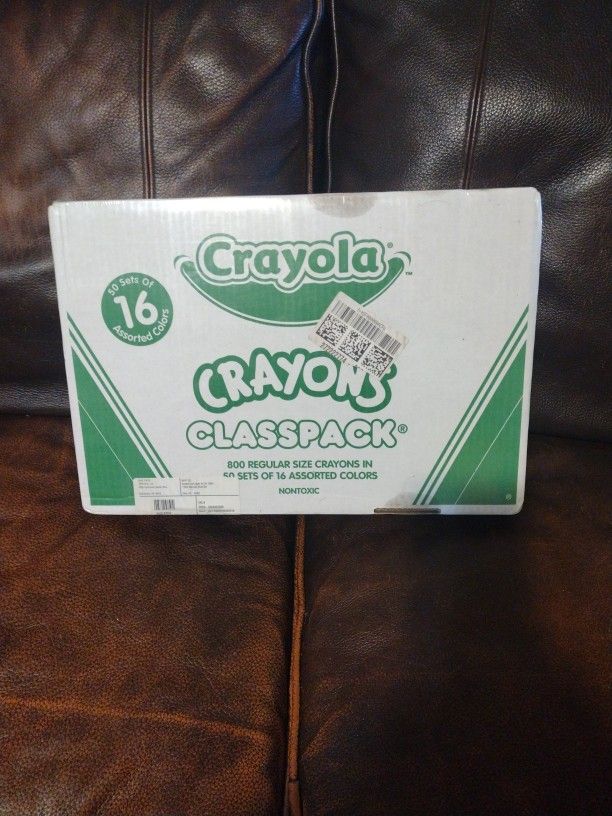 Crayola®
™
50 Sets Of
16
Assorted Colors
CRAYONS
CLASSPACK®
800 REGULAR SIZE CRAYONS IN
50 SETS OF 16 ASSORTED COLORS
NONTOXIC